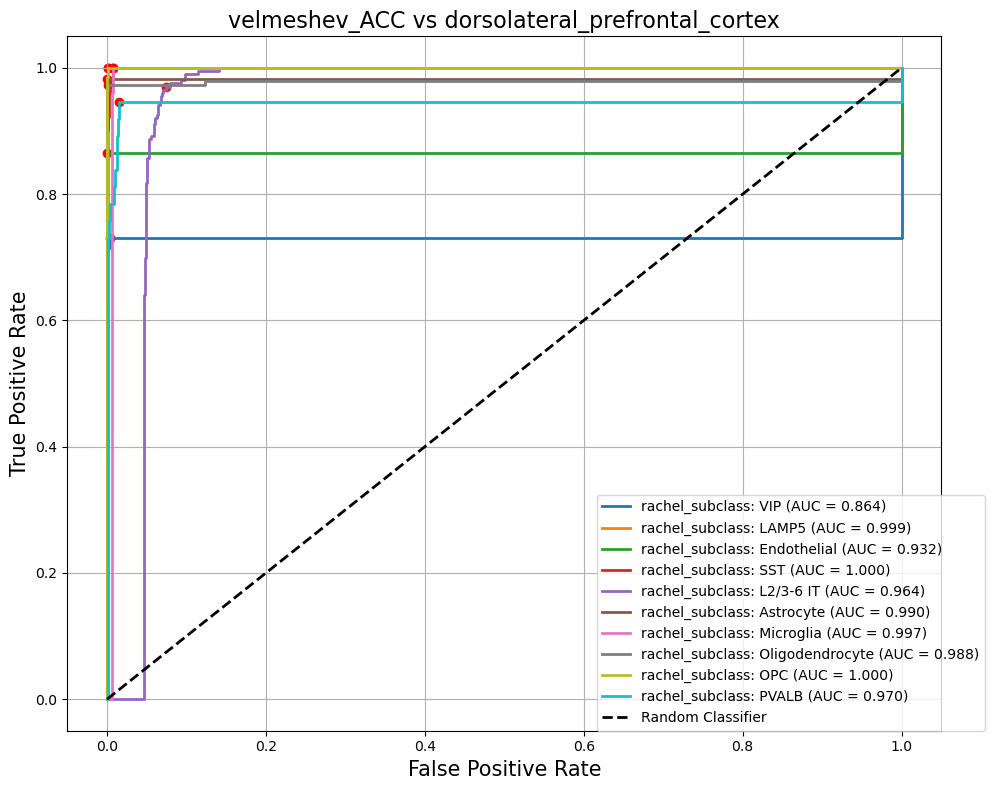 velmeshev_ACC vs dorsolateral_prefrontal_cortex
1.0
0.8
0.6
0.4
0.2
0.0
True Positive Rate
rachel_subclass: VIP (AUC = 0.864)
rachel_subclass: LAMP5 (AUC = 0.999)
rachel_subclass: Endothelial (AUC = 0.932)
rachel_subclass: SST (AUC = 1.000)
rachel_subclass: L2/3-6 IT (AUC = 0.964)
rachel_subclass: Astrocyte (AUC = 0.990)
rachel_subclass: Microglia (AUC = 0.997)
rachel_subclass: Oligodendrocyte (AUC = 0.988)
rachel_subclass: OPC (AUC = 1.000)
rachel_subclass: PVALB (AUC = 0.970)
Random Classifier
0.0 0.2 0.4 0.6 0.8 1.0
False Positive Rate